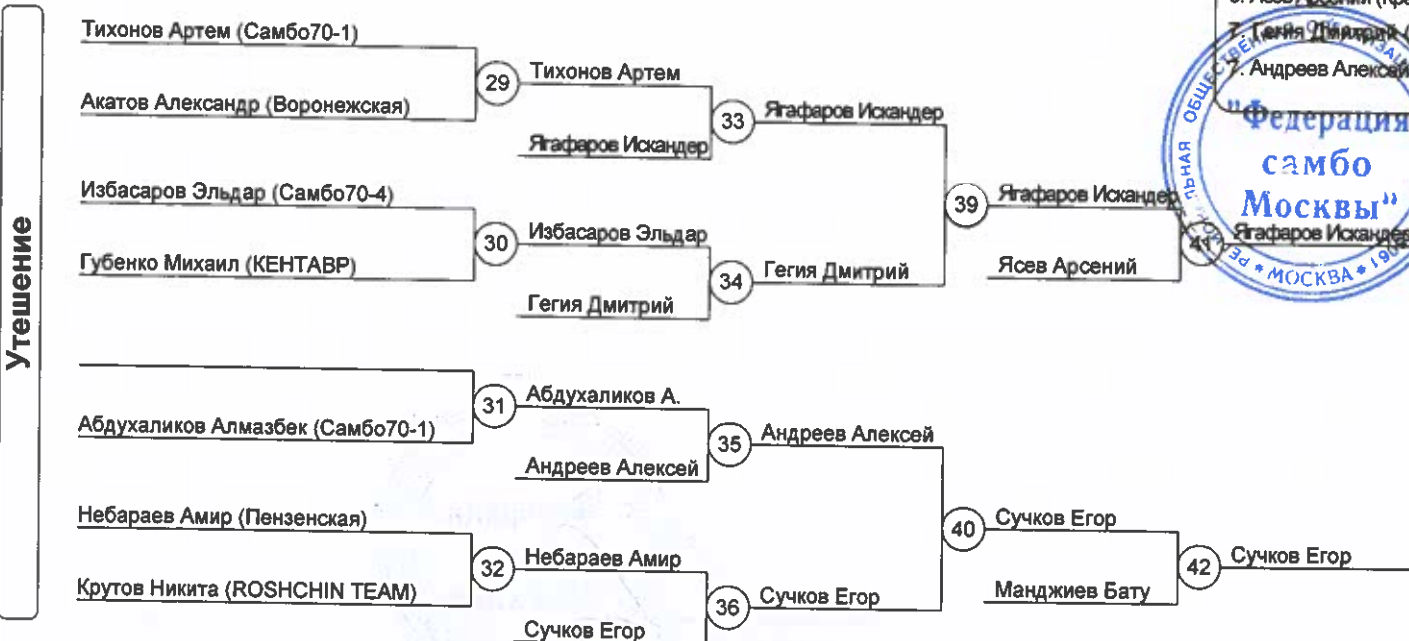 Утешение
Тихонов Артем (Самбо70-1)
Акатов Александр (Воронежская)
29
Тихонов Артем
Ягафаров Искандер
33
Ягафаров Искандер
Избасаров Эльдар (Самбо70-4)
Губенко Михаил (КЕНТАВР)
30
Избасаров Эльдар
Гегия Дмитрий
34
Гегия Дмитрий
39
Ягафаров Искандер
Ясев Арсений
41
Ягафаров Искандер
Абдухаликов Алмазбек (Самбо70-1)
31
Абдухаликов А.
Андреев Алексей
35
Андреев Алексей
Небараев Амир (Пензенская)
Крутов Никита (ROSHCHIN TEAM)
32
Небараев Амир
Сучков Егор
36
Сучков Егор
40
Сучков Егор
Манджиев Бату
42
Сучков Егор
7. Гегия Дмитрий (
7. Андреев Алексей
"Федерация
самбо
Москвы"
* МОСКВА *